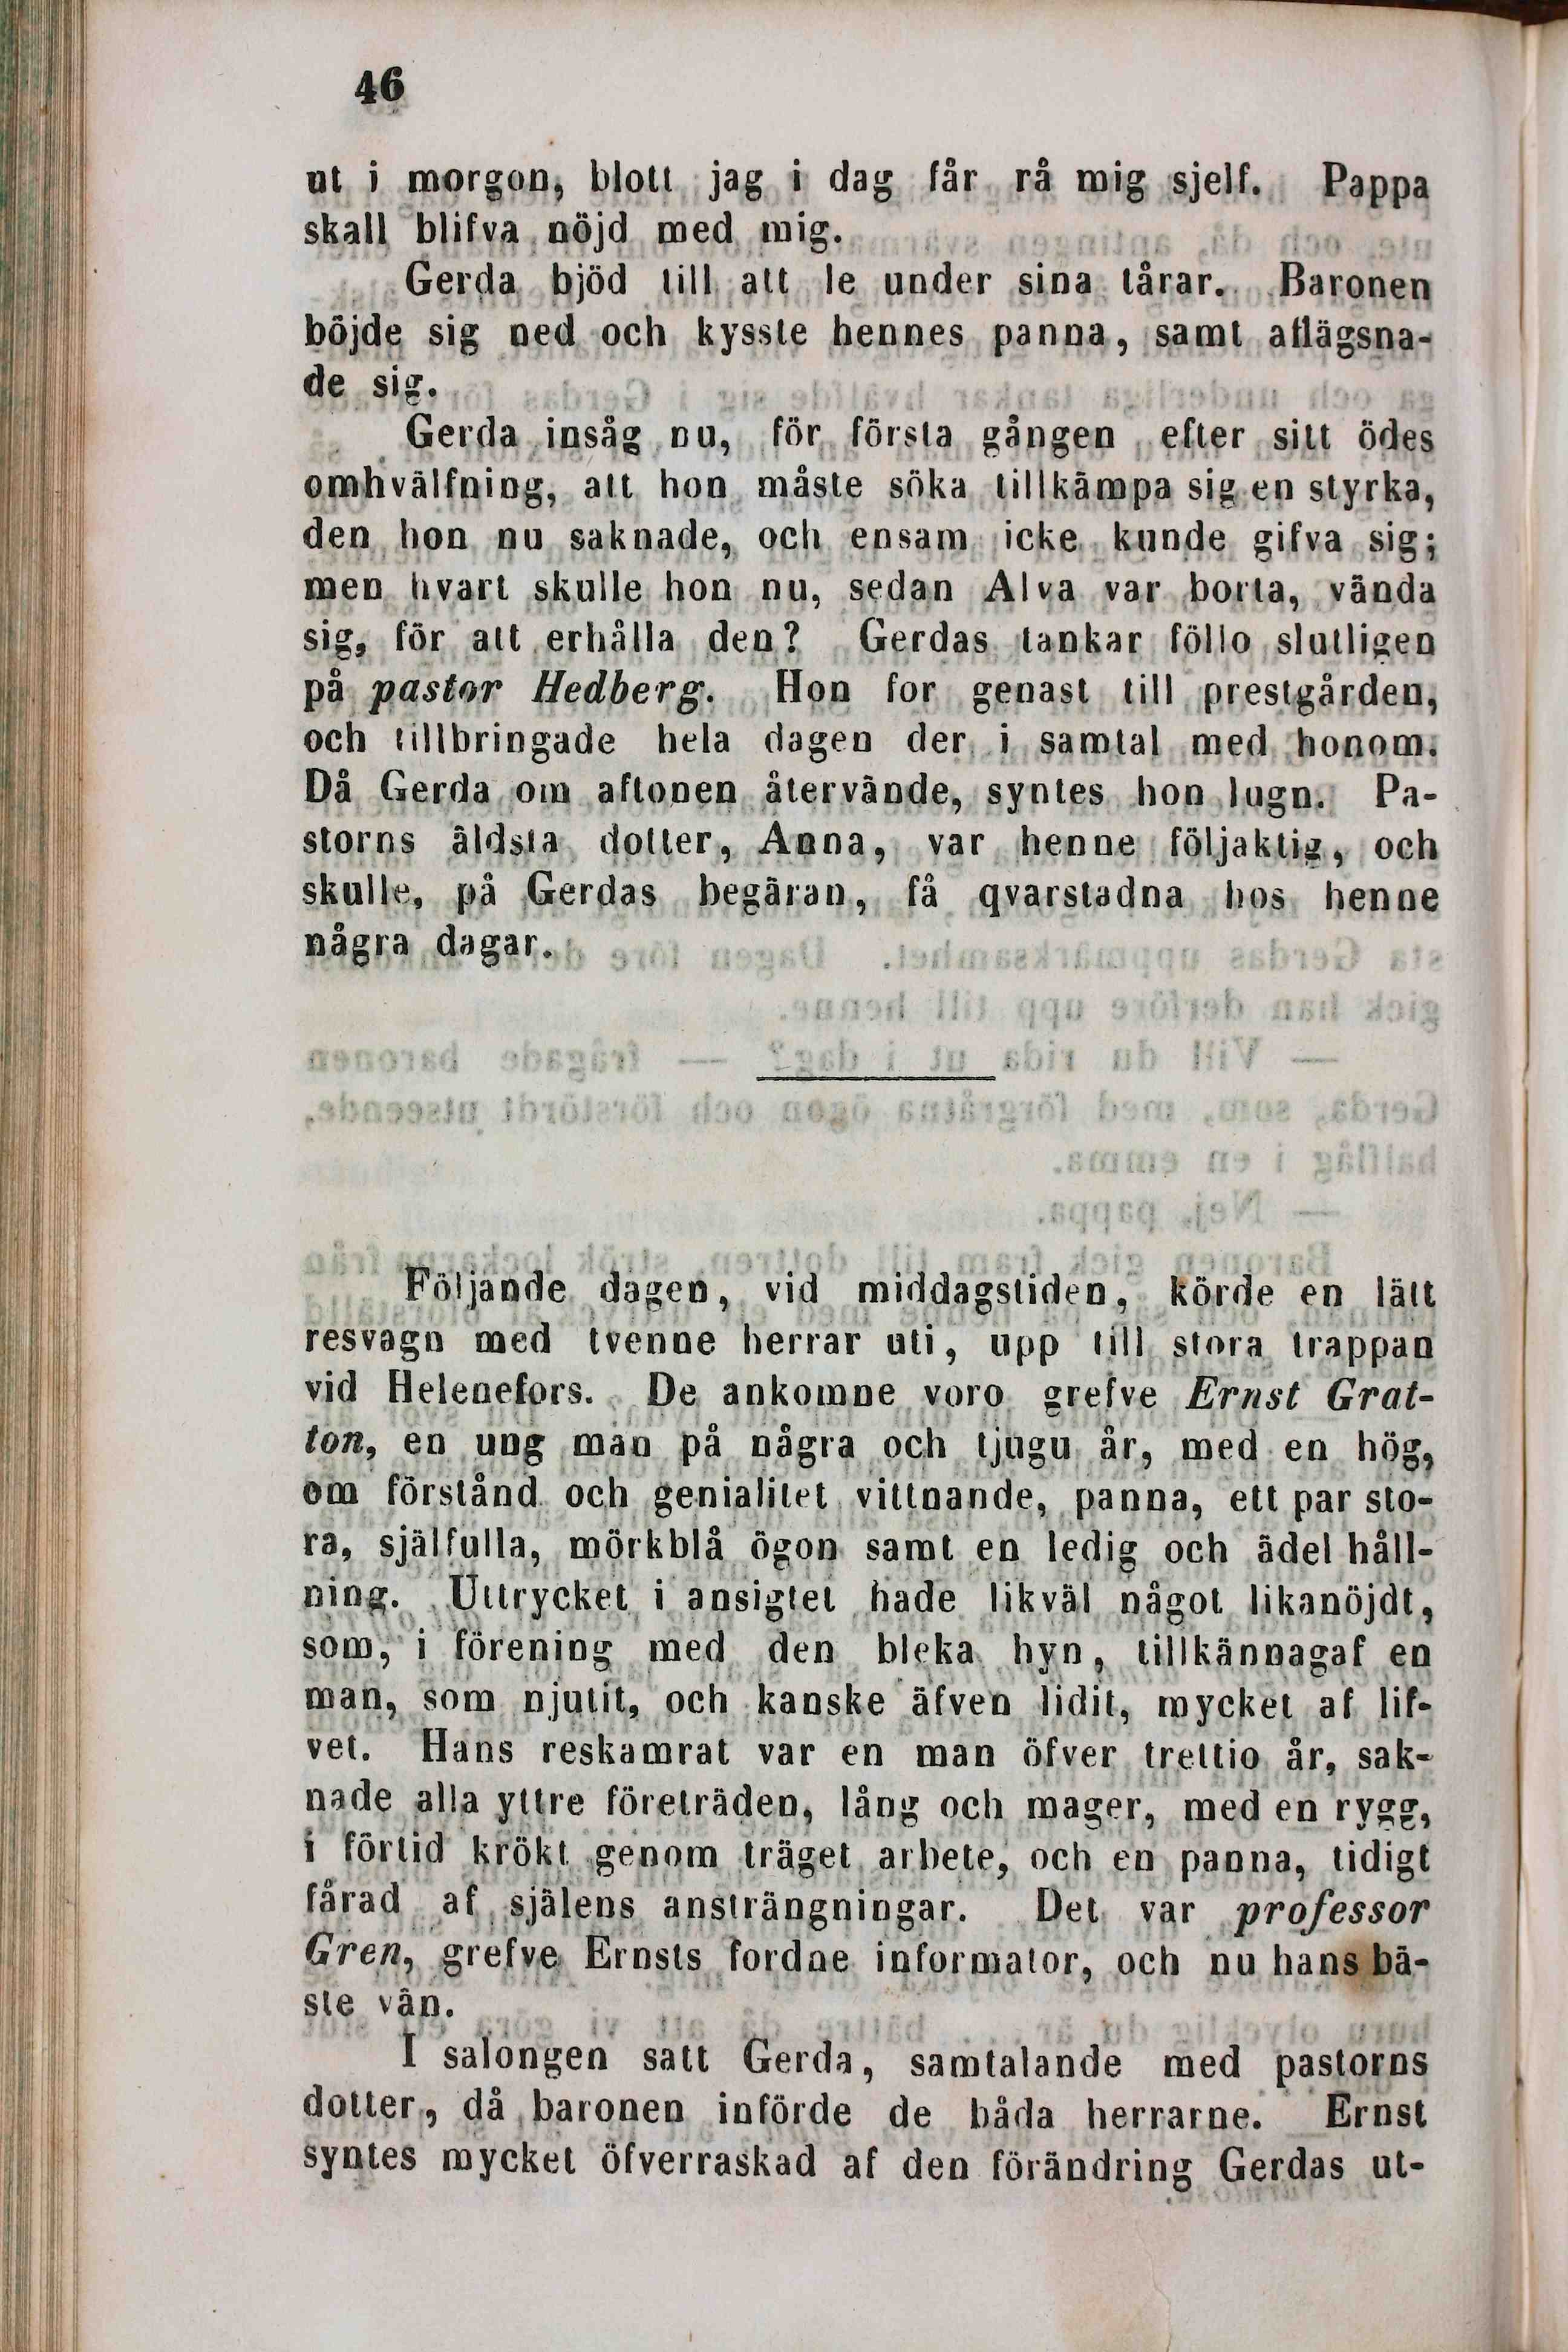 46
ut i morgon, blott jag i dag får rå mig sjelf. Pappa
skall blifva nöjd med mig.
Gerda bjöd till att le under sina tårar. Baronen
böjde sig ned och kysste hennes panna, samt aflägsna-
de sig.
Gerda insåg nu, för första gången efter sitt ödes
omhvälfning, att hon måste söka tillkämpa sig en styrka,
den hon nu saknade, och ensam icke kunde gifva sig;
men hvart skulle hon nu, sedan Alva var borta, vända
sig, för att erhålla den? Gerdas tankar föllo slutligen
på pastor Hedberg. Hon for genast till prestgården,
och tillbringade hela dagen der i samtal med honom.
Då Gerda om aftonen återvände, syntes hon lugn. Pa-
storns äldsta dotter, Anna, var henne följaktig, och
skulle, på Gerdas begäran, få qvarstadna hos henne
några dagar.
Följande dagen, vid middagstiden, körde en lätt
resvagn med tvenne herrar uti, upp till stora trappan
vid Helenefors. De ankomne voro grefve Ernst Grat-
ton, en ung man på några och tjugu år, med en hög,
om förstånd och genialitet vittnande, panna, ett par sto-
ra, själfulla, mörkblå ögon samt en ledig och ädel håll-
ning. Uttrycket i ansigtet hade likväl något likanöjdt,
som, i förening med den bleka hyn, tillkännagaf en
man, som njutit, och kanske äfven lidit, mycket af lif-
vet. Hans reskamrat var en man öfver trettio år, sak-
nade alla yttre företräden, lång och mager, med en rygg,
i förtid krökt genom träget arbete, och en panna, tidigt
fårad af själens ansträngningar. Det var professor
Gren, grefve Ernsts fordne informator, och nu hans bä-
ste vän.
I salongen satt Gerda, samtalande med pastorns
dotter, då baronen införde de båda herrarne. Ernst
syntes mycket öfverraskad af den förändring Gerdas ut-